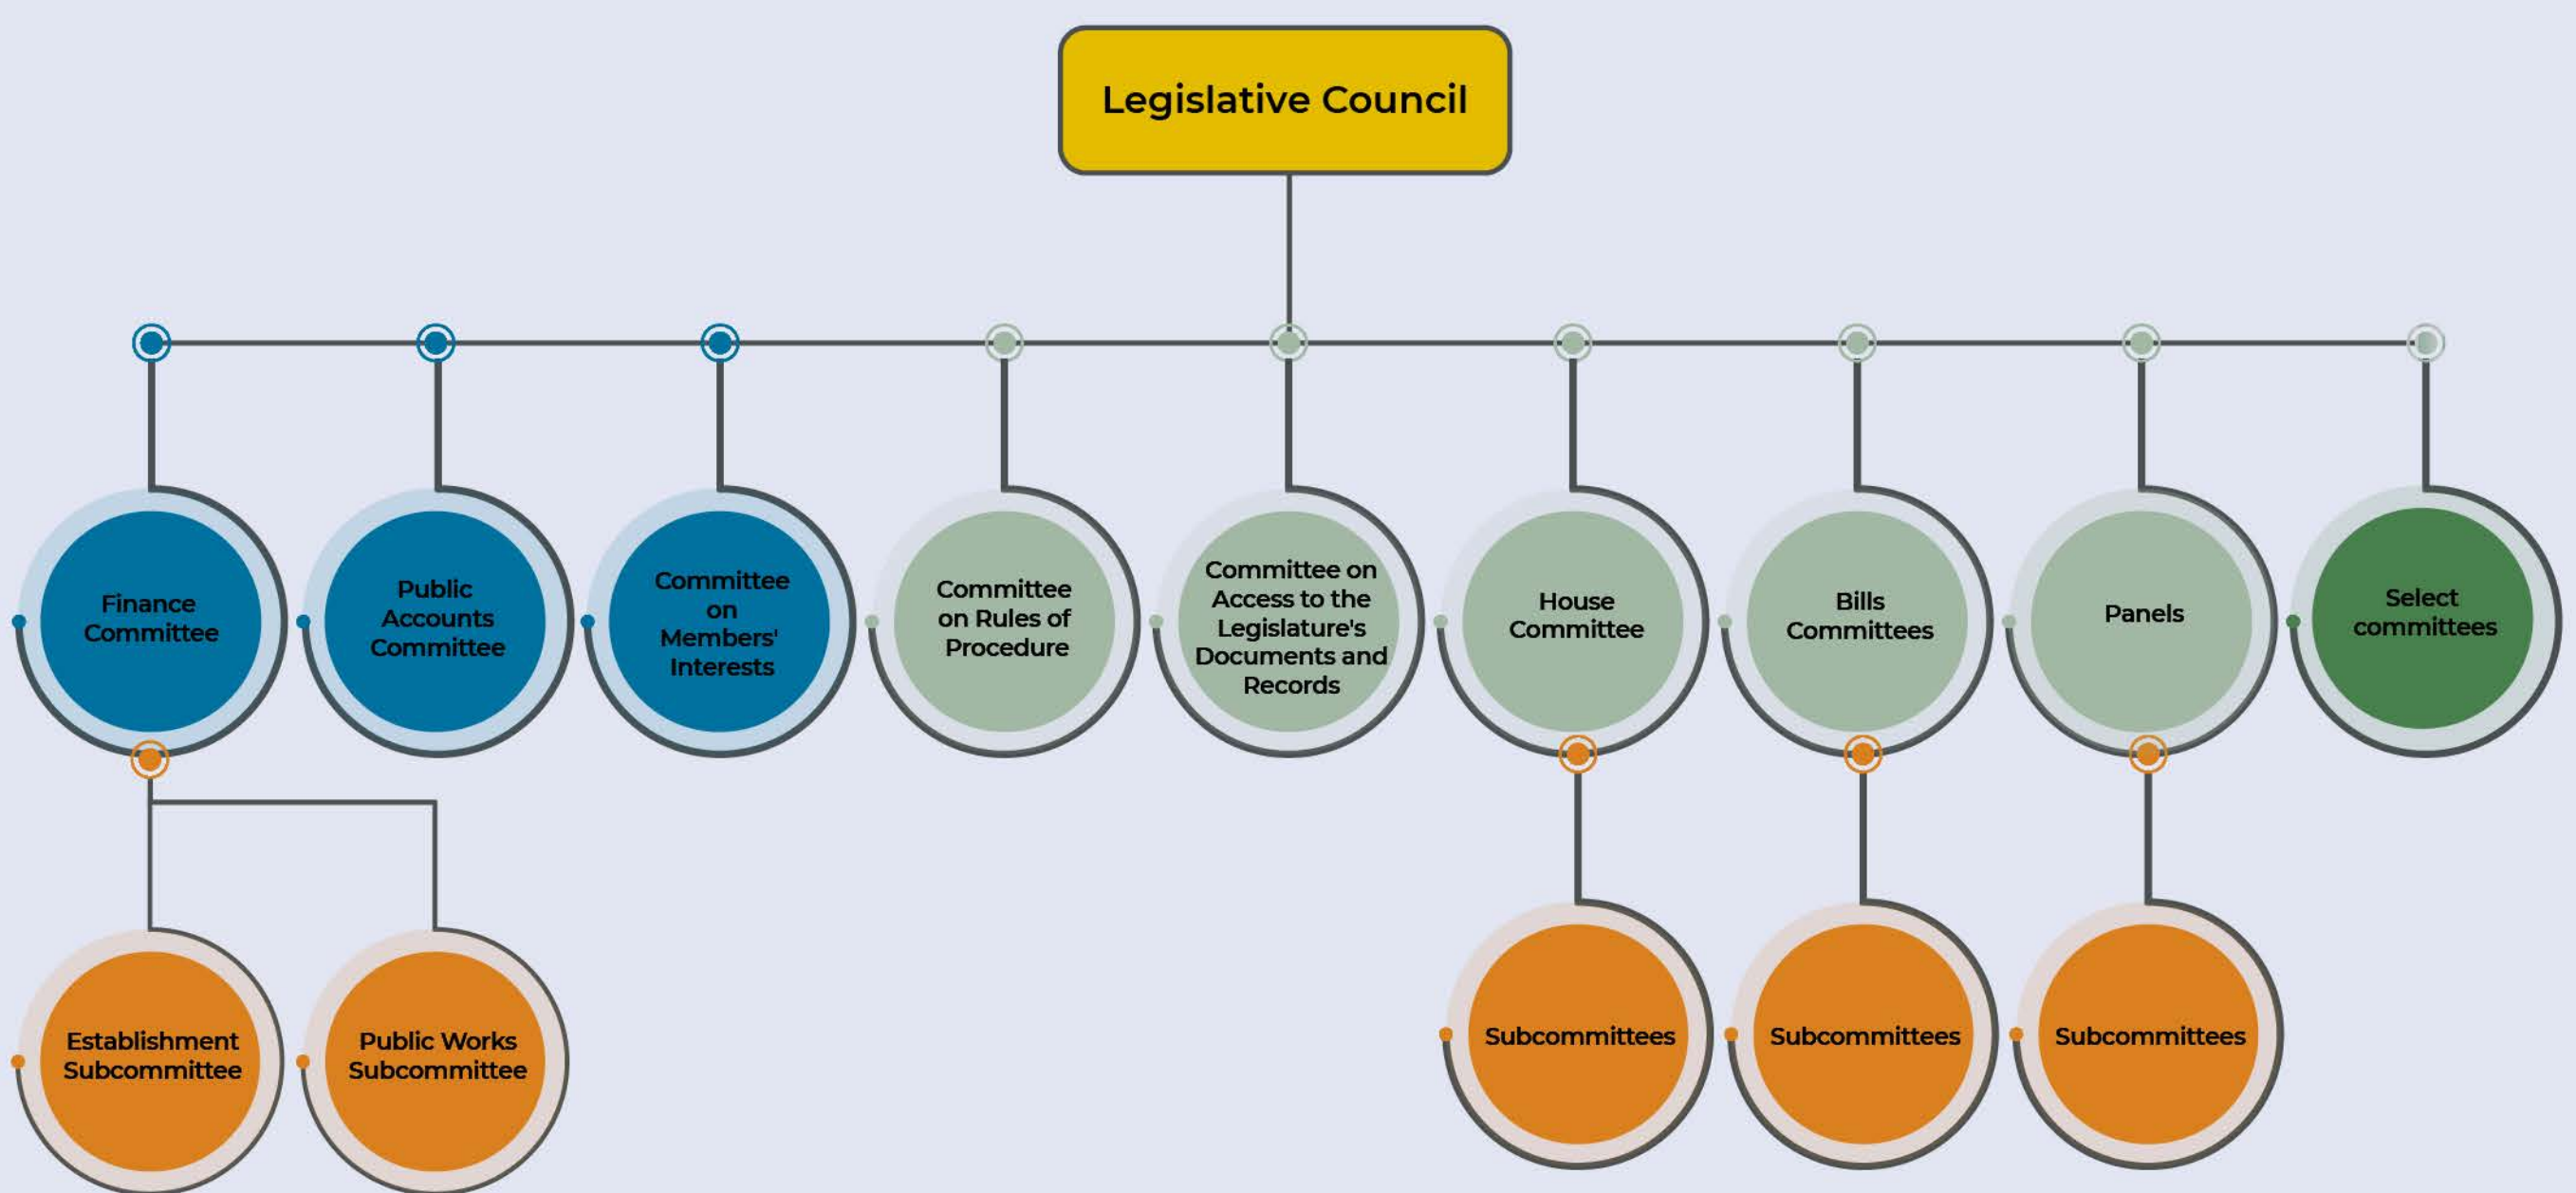 Legislative Council
Finance
Committee
Public
Accounts
Committee
Committee
on
Members'
Interests
Committee
on Rules of
Procedure
Committee on
Access to the
Legislature's
Documents and
Records
House
Committee
Bills
Committees
Panels
Select
committees
Establishment
Subcommittee
Public Works
Subcommittee
Subcommittees
Subcommittees
Subcommittees